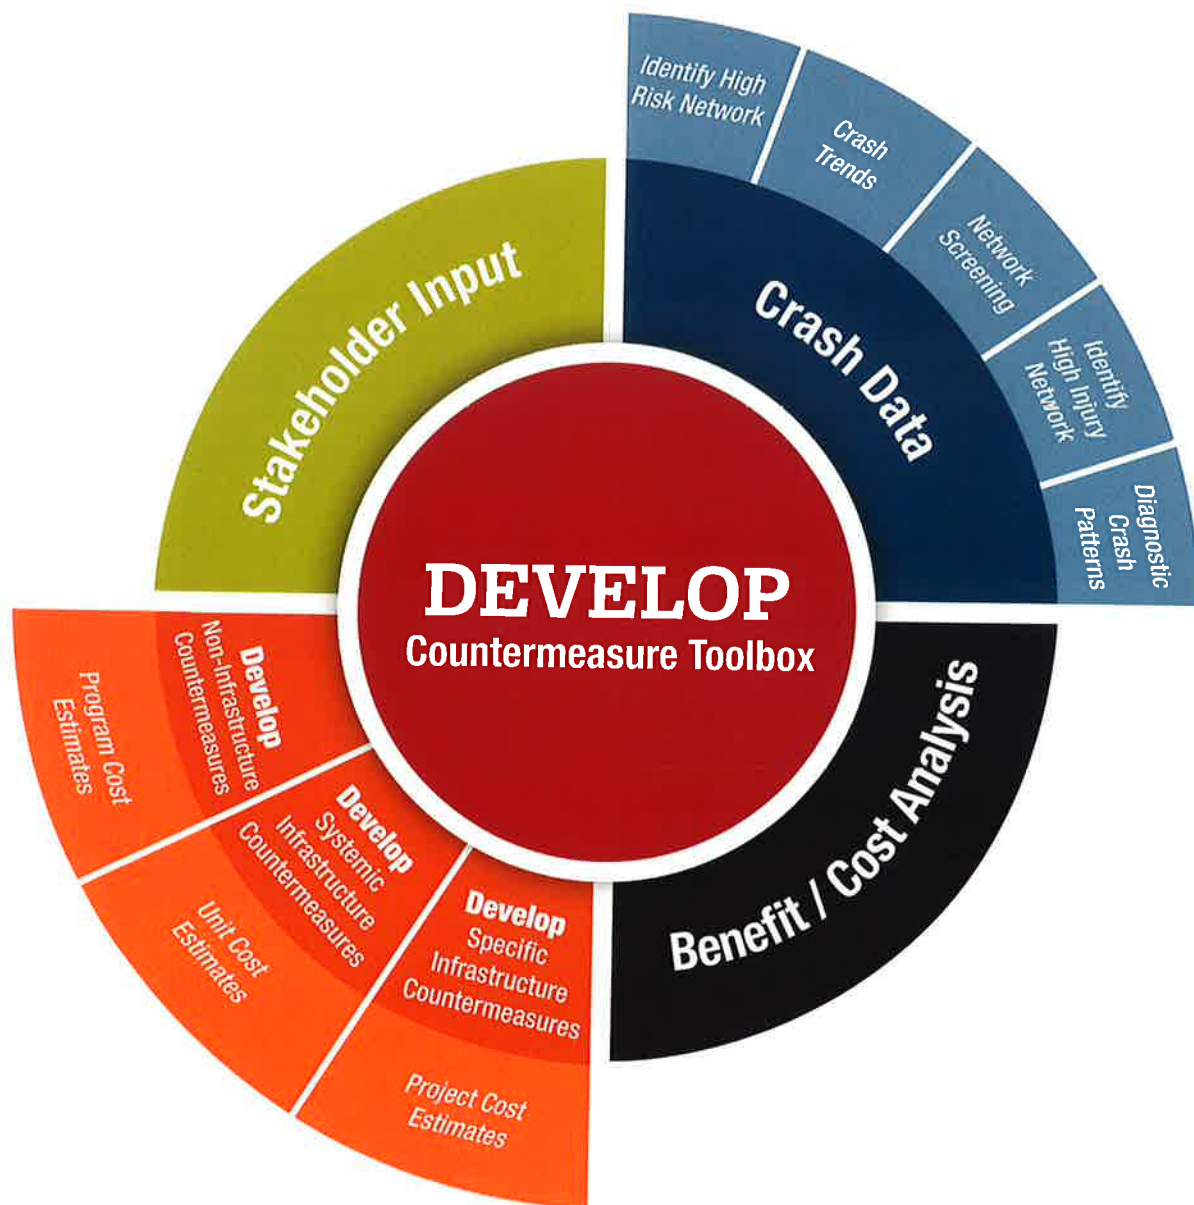 DEVELOP
Countermeasure Toolbox
Stakeholder Input
Crash Data
Identify High
Risk Network
Crash
Trends
Network
Screening
Identify
High Injury
Network
Diagnostic
Crash
Patterns
Benefit / Cost Analysis
Develop
Specific
Infrastructure
Countermeasures
Project Cost
Estimates
Develop
Systemic
Infrastructure
Countermeasures
Unit Cost
Estimates
Develop
Non-Infrastructure
Countermeasures
Program Cost
Estimates